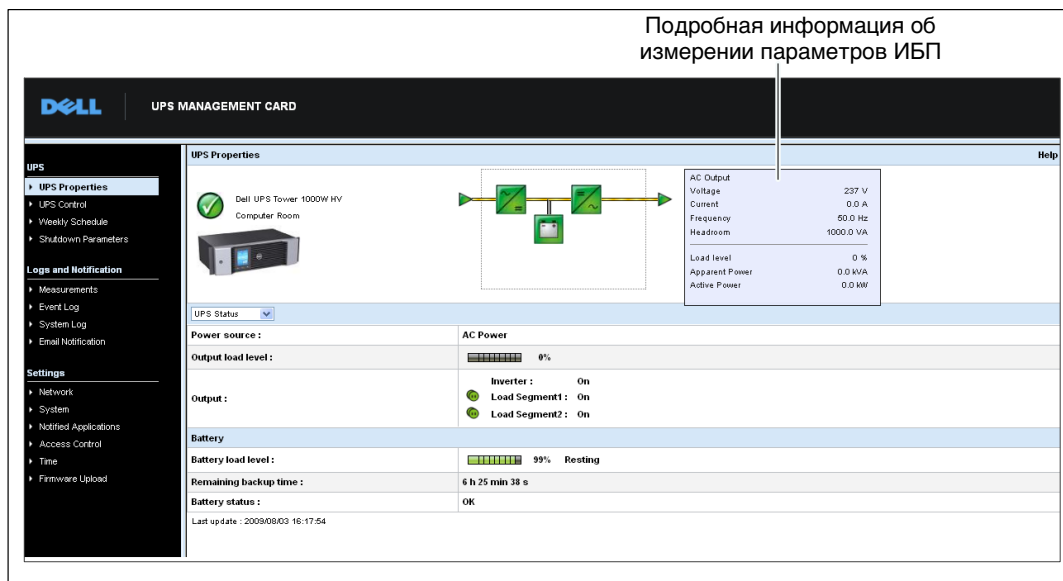 Подробная информация об
измерении параметров ИБП
DELL
UPS MANAGEMENT CARD
UPS
UPS Properties
UPS Control
Weekly Schedule
Shutdown Parameters
Logs and Notification
Measurements
Event Log
System Log
Email Notification
Settings
Network
System
Notified Applications
Access Control
Time
Firmware Upload
UPS Properties Help
Dell UPS Tower 1000W HV
Computer Room
AC Output
Voltage 237 V
Current 0.0 A
Frequency 50.0 Hz
Headroom 1000.0 VA
Load level 0 %
Apparent Power 0.0 kVA
Active Power 0.0 kW
UPS Status
Power source : AC Power
Output load level : 0%
Output :
Inverter : On
Load Segment1 : On
Load Segment2 : On
Battery
Battery load level : 99% Resting
Remaining backup time : 6 h 25 min 38 s
Battery status : OK
Last update : 2009/08/03 16:17:54